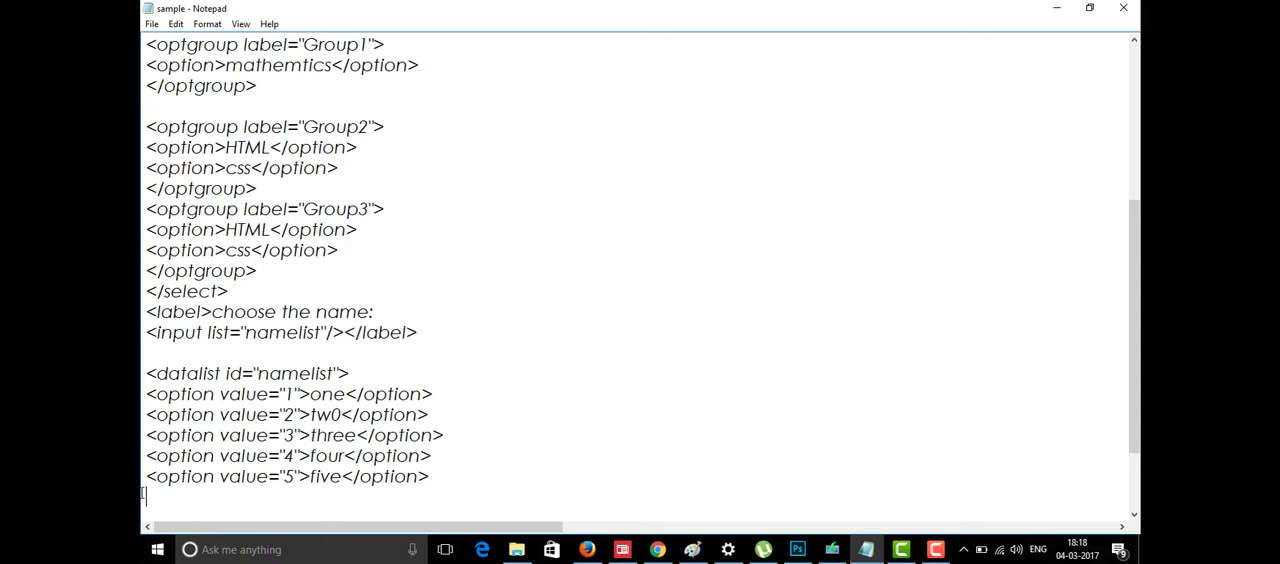 sample - Notepad
File Edit Format View Help
<optgroup label="Group1">
<option>mathemtics</option>
</optgroup>
<optgroup label="Group2">
<option>HTML</option>
<option>css</option>
</optgroup>
<optgroup label="Group3">
<option>HTML</option>
<option>css</option>
</optgroup>
</select>
<label>choose the name:
<input list="namelist"/></label>
<datalist id="namelist">
<option value="1">one</option>
<option value="2">tw0</option>
<option value="3">three</option>
<option value="4">four</option>
<option value="5">five</option>
Ask me anything
Ps
ENG
18:18
04-03-2017
9